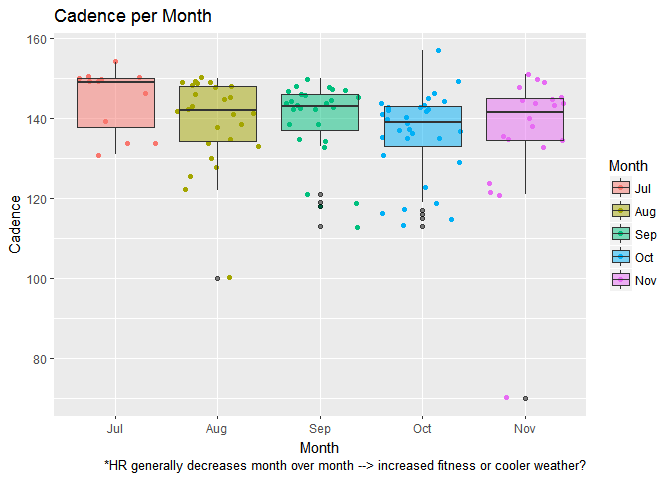 Cadence per Month
160
140
120
100
80
Cadence
Jul
Aug
Sep
Oct
Nov
Month
*HR generally decreases month over month --> increased fitness or cooler weather?
Month
Jul
Aug
Sep
Oct
Nov